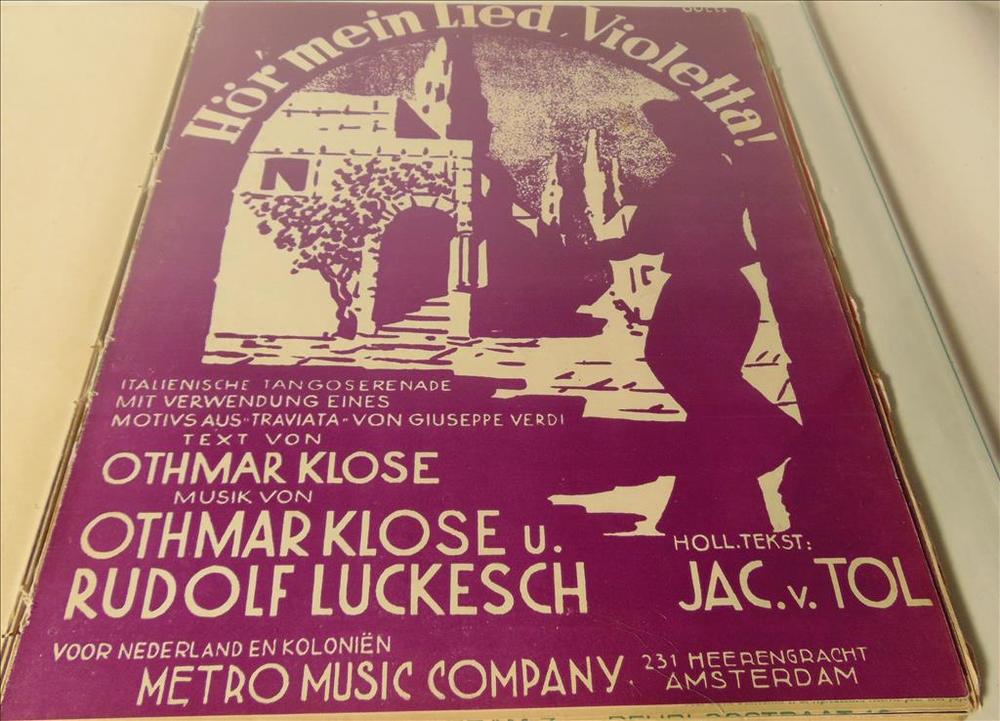 Hör' mein Lied, Violetta!
ITALIENISCHE TANGOSERENADE
MIT VERWENDUNG EINES
MOTIVS AUS "TRAVIATA" VON GIUSEPPE VERDI
TEXT VON
OTHMAR KLOSE
MUSIK VON
OTHMAR KLOSE u.
RUDOLF LUCKESCH
HOLL. TEKST:
JAC. v. TOL
VOOR NEDERLAND EN KOLONIËN
METRO MUSIC COMPANY.
231 HEERENGRACHT
AMSTERDAM